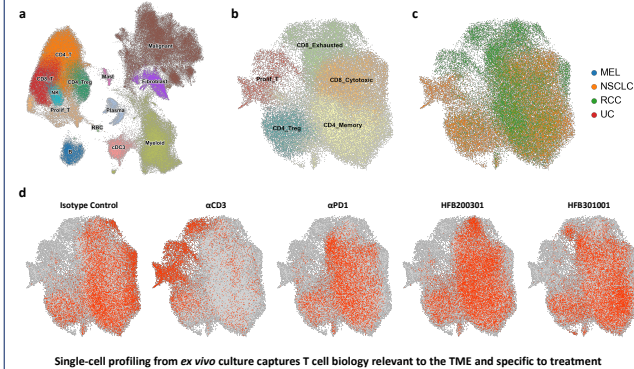 a
b
c
Malignant
CD4_T
CD8_T
CD4_Treg
NK
Prolif_T
Mast
Fibroblast
Plasma
RBC
cDC3
Myeloid
CD8_Exhausted
Prolif_T
CD8_Cytotoxic
CD4_Treg
CD4_Memory
MEL
NSCLC
RCC
UC
d
Isotype Control
αCD3
αPD1
HFB200301
HFB301001
Single-cell profiling from ex vivo culture captures T cell biology relevant to the TME and specific to treatment